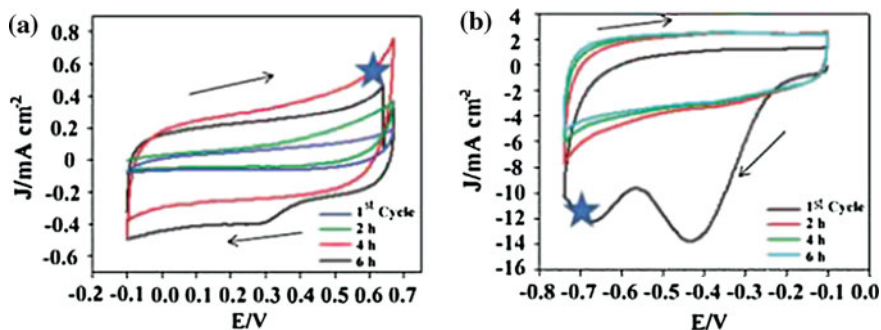 (a)
J/mA cm-2
0.8
0.6
0.4
0.2
0
-0.2
-0.4
-0.6
1st Cycle
2 h
4 h
6 h
-0.2 -0.1 0.0 0.1 0.2 0.3 0.4 0.5 0.6 0.7
E/V
(b)
J/mA cm-2
4
2
0
-2
-4
-6
-8
-10
-12
-14
-16
1st Cycle
2 h
4 h
6 h
-0.8 -0.7 -0.6 -0.5 -0.4 -0.3 -0.2 -0.1 0.0
E/V